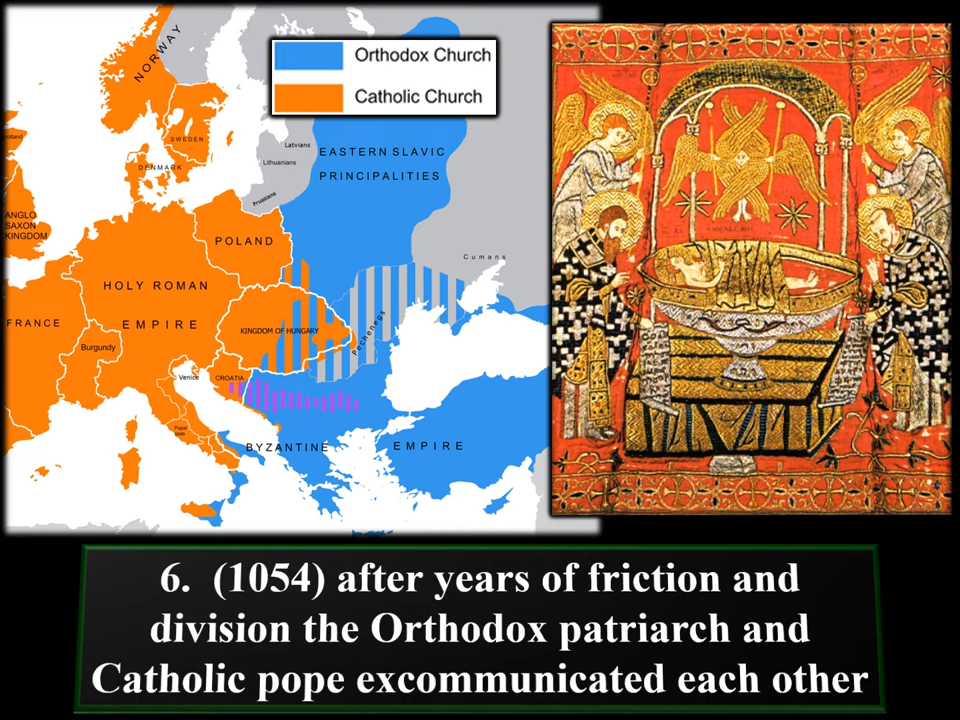 NORWAY
Orthodox Church
Catholic Church
SWEDEN
DENMARK
Latvians
Lithuanians
Prussians
EASTERN SLAVIC
PRINCIPALITIES
ANGLO
SAXON
KINGDOM
POLAND
Cumans
HOLY ROMAN
EMPIRE
FRANCE
Burgundy
KINGDOM OF HUNGARY
Pechenegs
Venice
CROATIA
Papal
BYZANTINE
EMPIRE
6. (1054) after years of friction and
division the Orthodox patriarch and
Catholic pope excommunicated each other